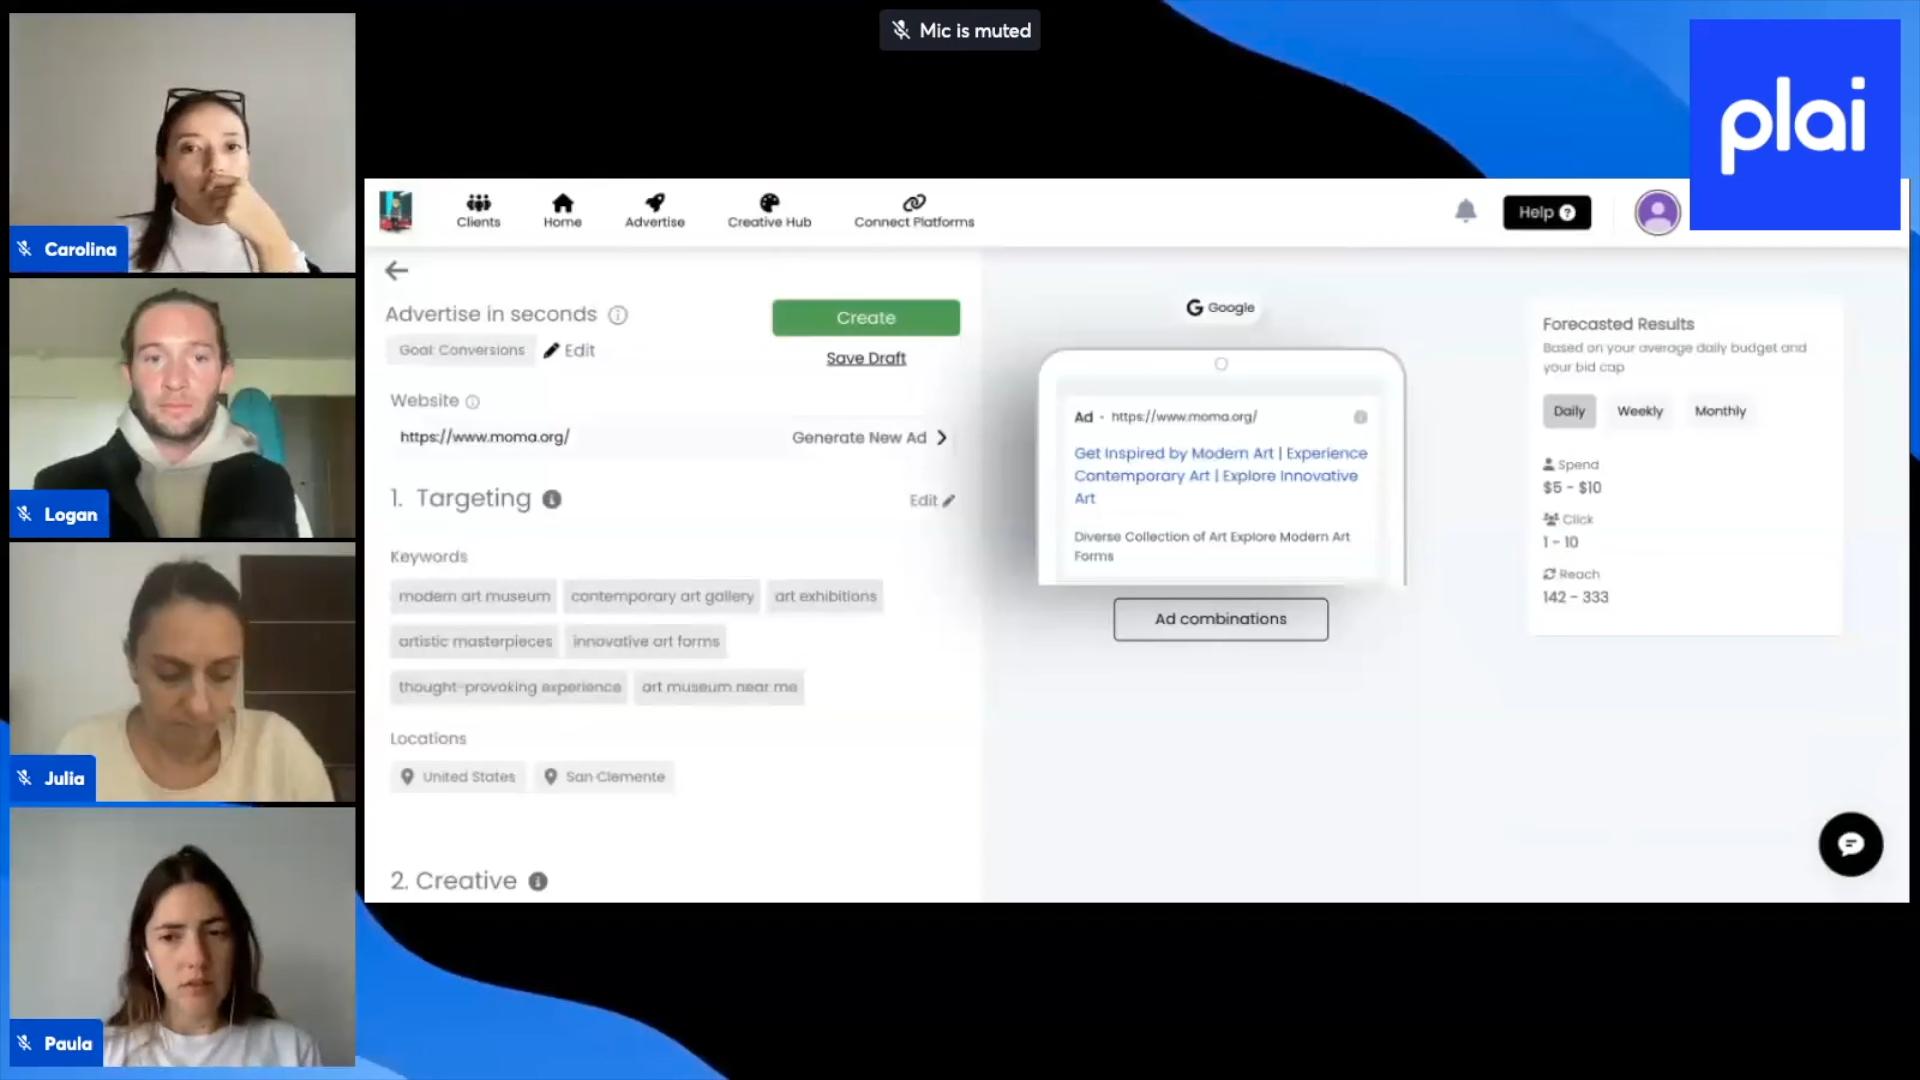 Mic is muted
plai
Carolina
Logan
Julia
Paula
Clients
Home
Advertise
Creative Hub
Connect Platforms
Help ?
Advertise in seconds
Create
Goal: Conversions
Edit
Save Draft
Website
https://www.moma.org/
Generate New Ad
1. Targeting
Edit
Keywords
modern art museum
contemporary art gallery
art exhibitions
artistic masterpieces
innovative art forms
thought-provoking experience
art museum near me
Locations
United States
San Clemente
2. Creative
Google
Ad · https://www.moma.org/
Get Inspired by Modern Art | Experience
Contemporary Art | Explore Innovative
Art
Diverse Collection of Art Explore Modern Art
Forms
Ad combinations
Forecasted Results
Based on your average daily budget and
your bid cap
Daily
Weekly
Monthly
Spend
$5 - $10
Click
1 - 10
Reach
142 - 333